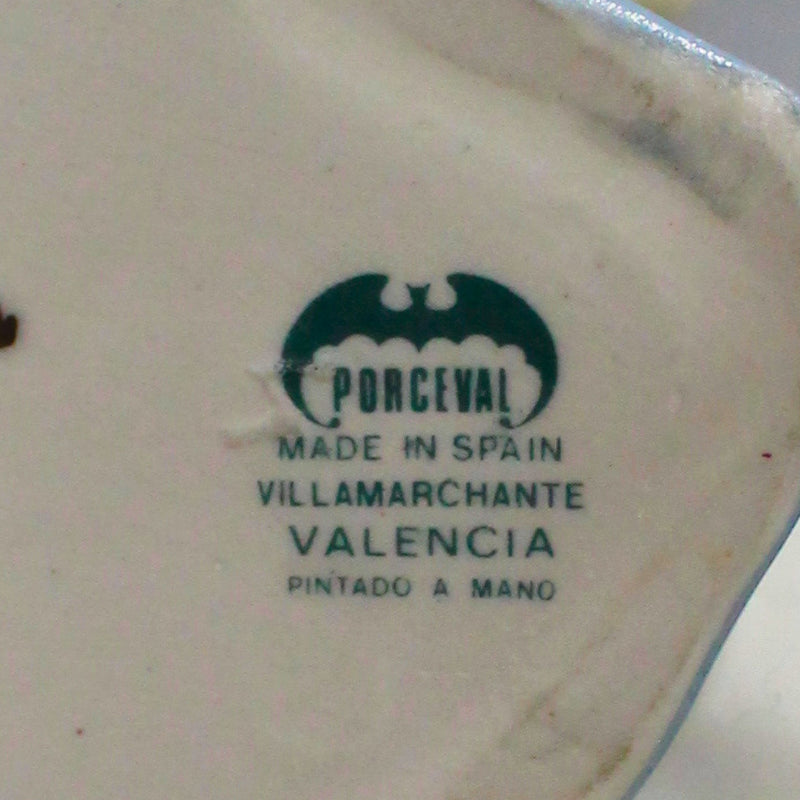 PORCEVAL
MADE IN SPAIN
VILLAMARCHANTE
VALENCIA
PINTADO A MANO